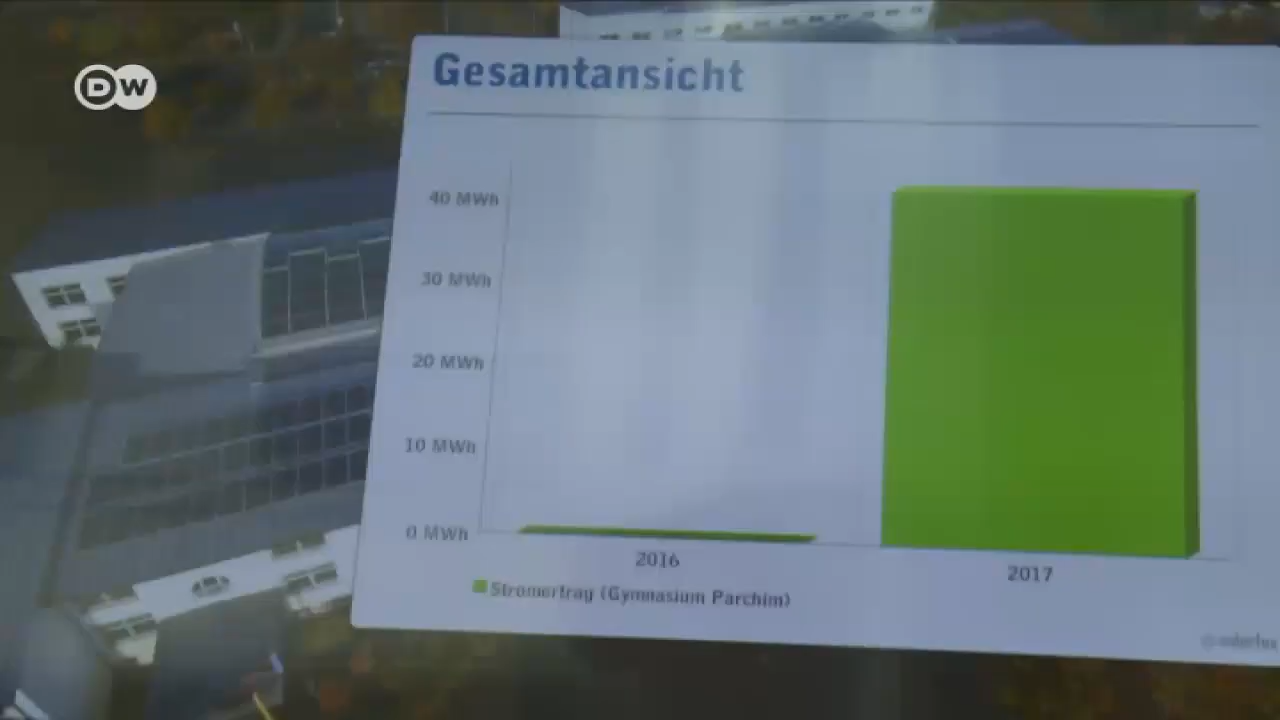 DW
Gesamtansicht
40 MWh
30 MWh
20 MWh
10 MWh
0 MWh
2016
2017
Stromertrag (Gymnasium Parchim)